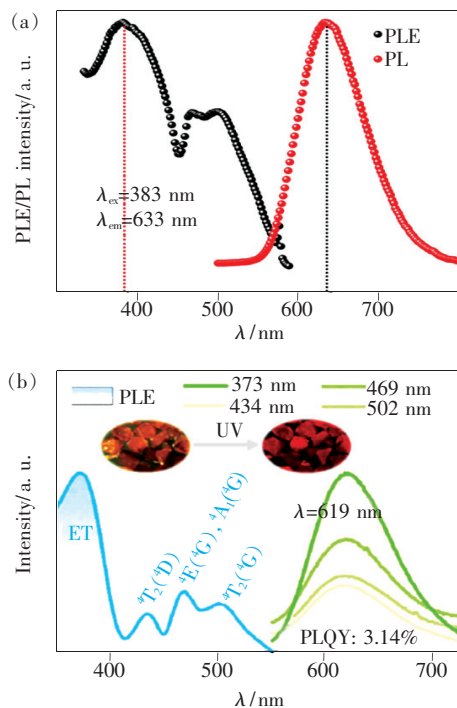 (a)
PLE
PL
PLE/PL intensity/a. u.
λex=383 nm
λem=633 nm
400 500 600 700
λ/nm
(b)
PLE
373 nm
469 nm
434 nm
502 nm
UV
Intensity/a. u.
ET
⁴T₂(⁴D)
⁴E(⁴G), ⁴A₁(⁴G)
⁴T₂(⁴G)
λ=619 nm
PLQY: 3.14%
400 500 600 700
λ/nm